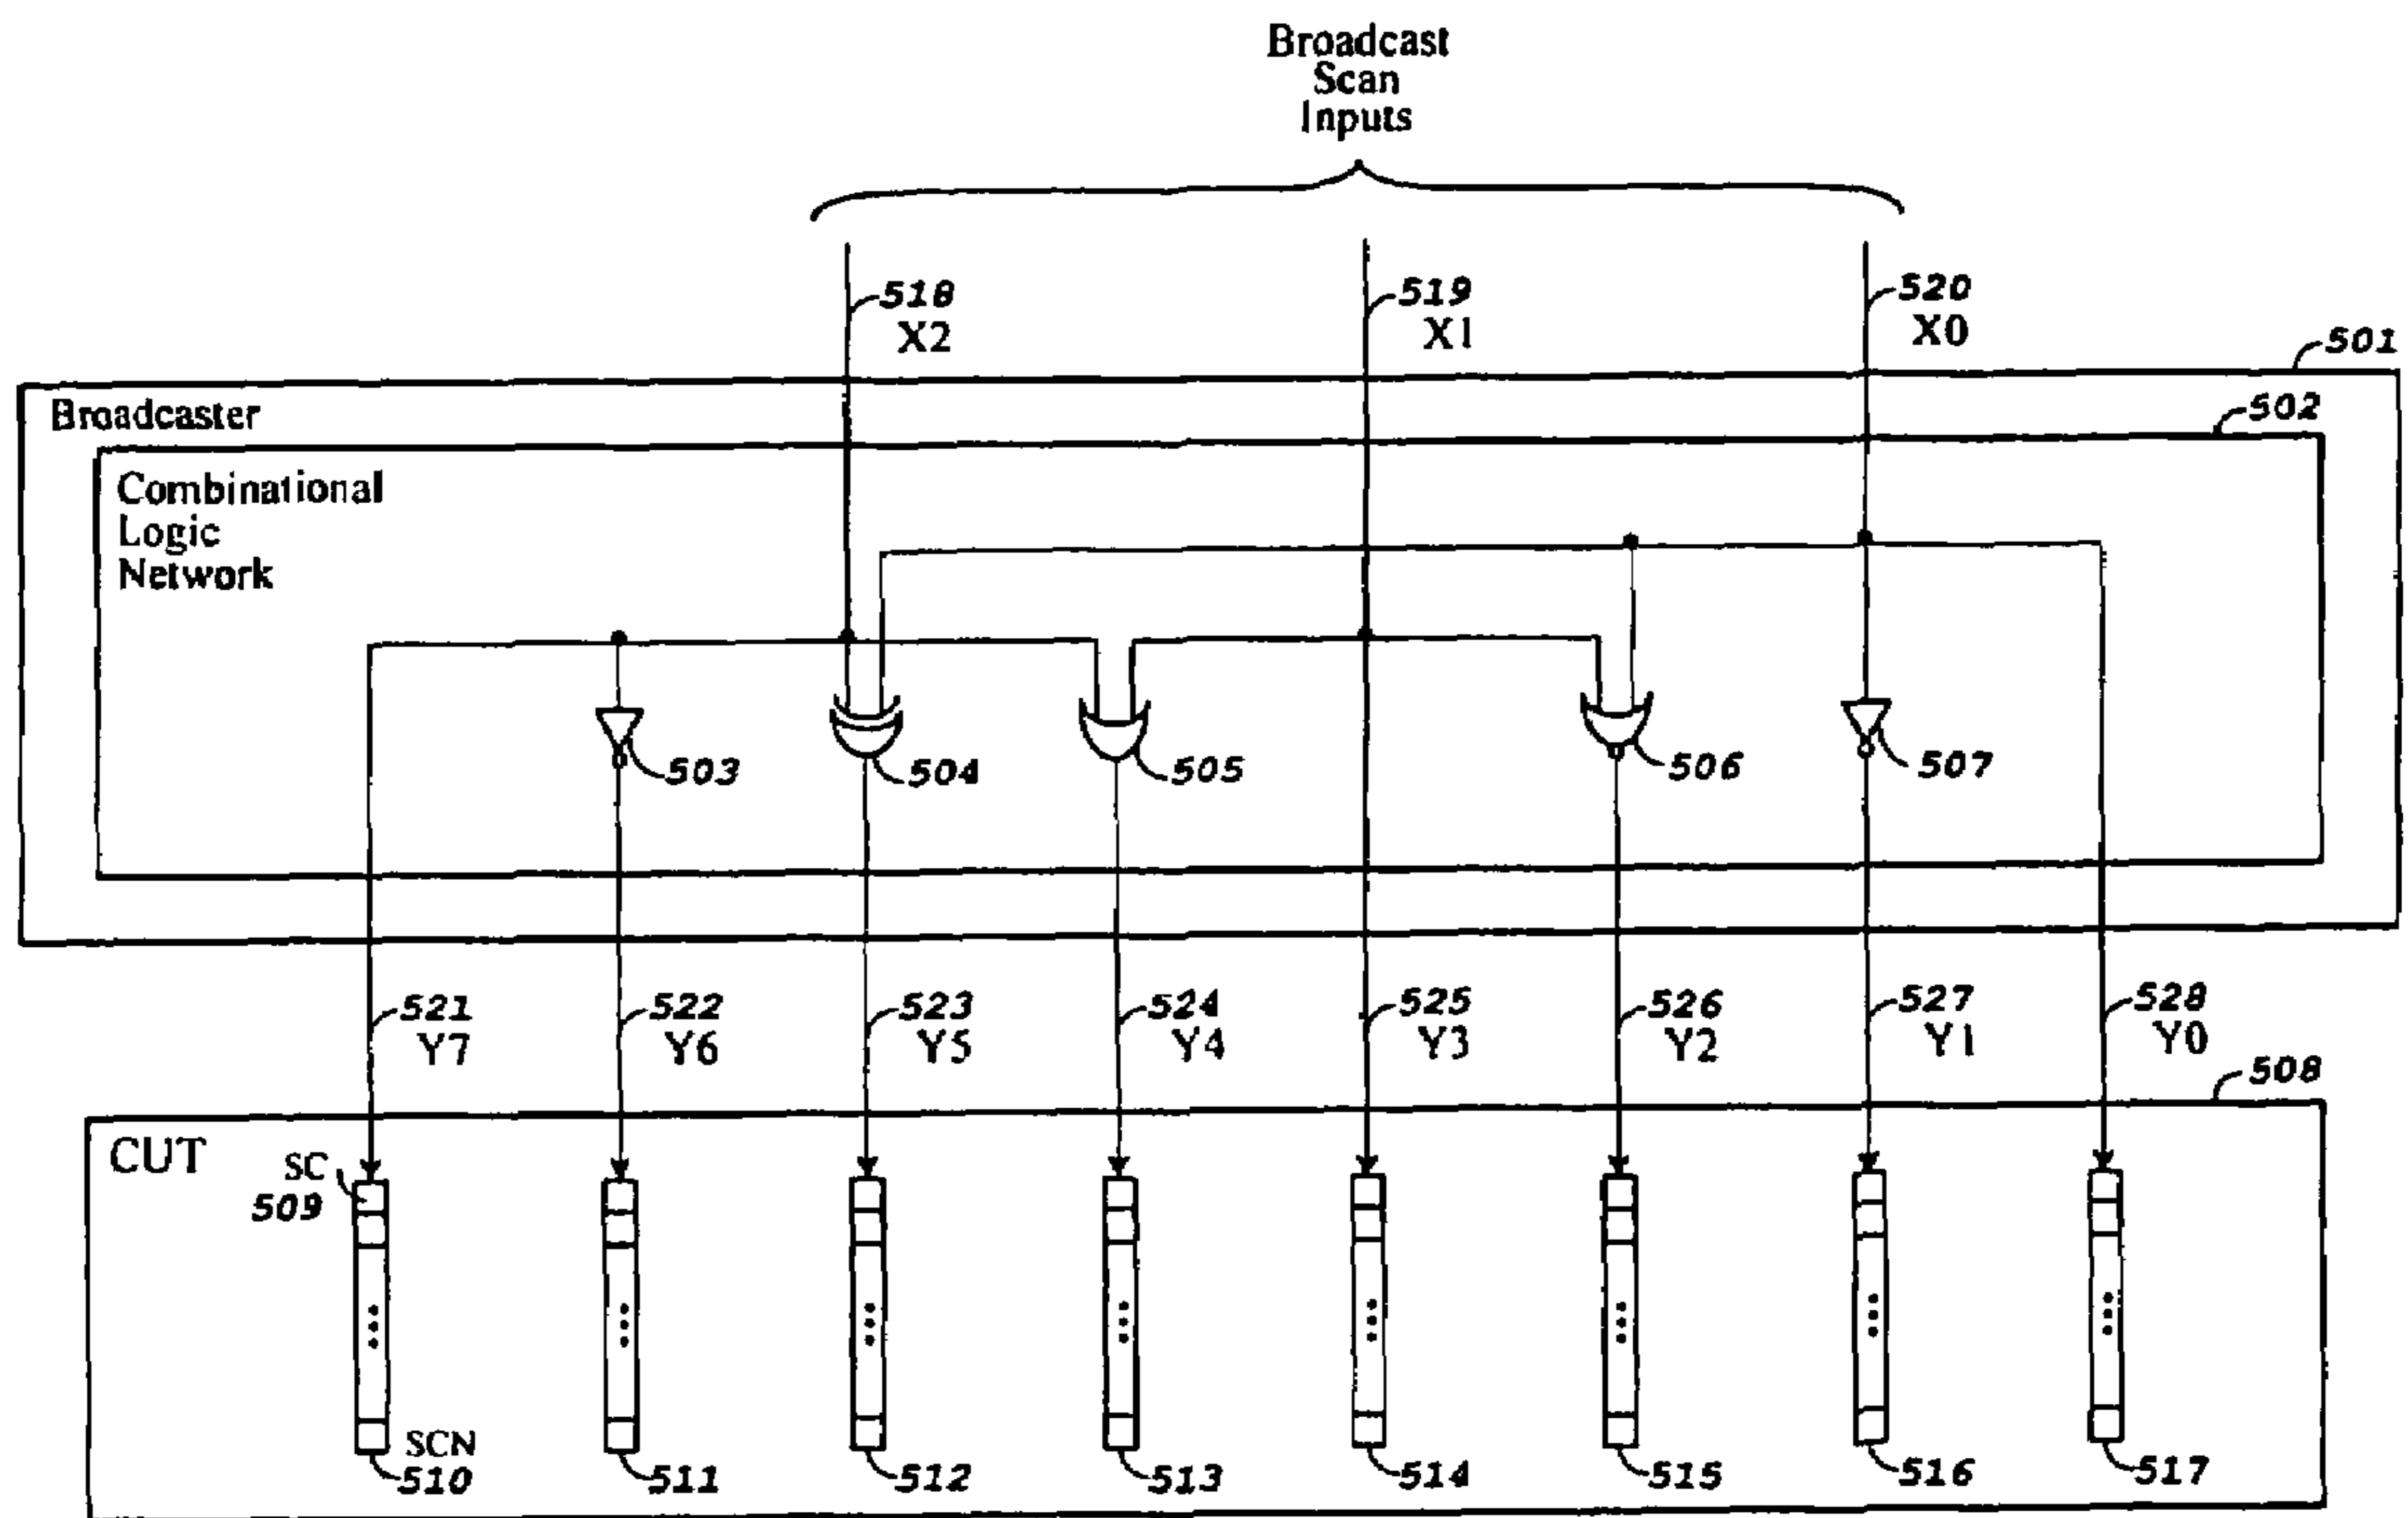 Broadcast
Scan
Inputs
518
X2
519
X1
520
X0
501
Broadcaster
502
Combinational
Logic
Network
503
504
505
506
507
521
Y7
522
Y6
523
Y5
524
Y4
525
Y3
526
Y2
527
Y1
528
Y0
508
CUT
SC
509
SCN
510
511
512
513
514
515
516
517